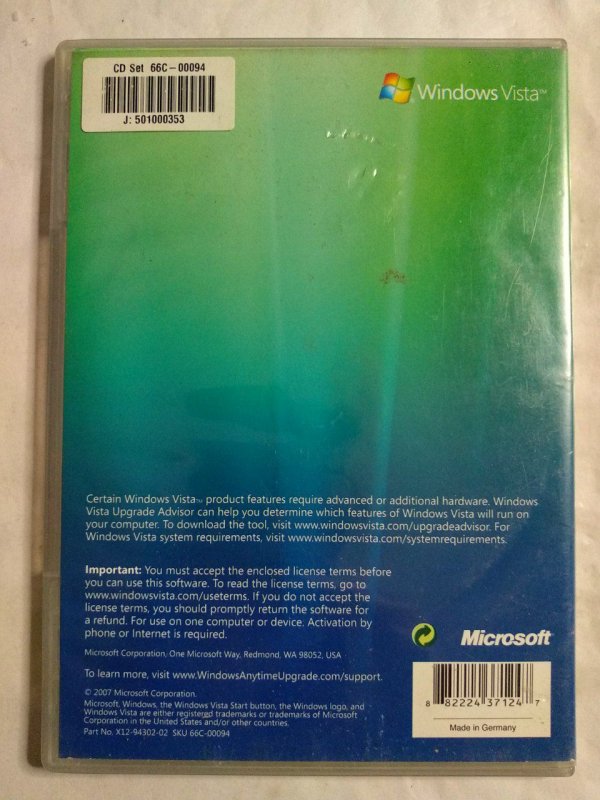 CD Set 66C-00094
J: 501000353
Windows Vista™
Certain Windows Vista™ product features require advanced or additional hardware. Windows
Vista Upgrade Advisor can help you determine which features of Windows Vista will run on
your computer. To download the tool, visit www.windowsvista.com/upgradeadvisor. For
Windows Vista system requirements, visit www.windowsvista.com/systemrequirements.
Important: You must accept the enclosed license terms before
you can use this software. To read the license terms, go to
www.windowsvista.com/useterms. If you do not accept the
license terms, you should promptly return the software for
a refund. For use on one computer or device. Activation by
phone or Internet is required.
Microsoft
Microsoft Corporation, One Microsoft Way, Redmond, WA 98052, USA
To learn more, visit www.WindowsAnytimeUpgrade.com/support.
© 2007 Microsoft Corporation.
Microsoft, Windows, the Windows Vista Start button, the Windows logo, and
Windows Vista are either registered trademarks or trademarks of Microsoft
Corporation in the United States and/or other countries.
Part No. X12-94302-02 SKU 66C-00094
8 82224 37124 7
Made in Germany